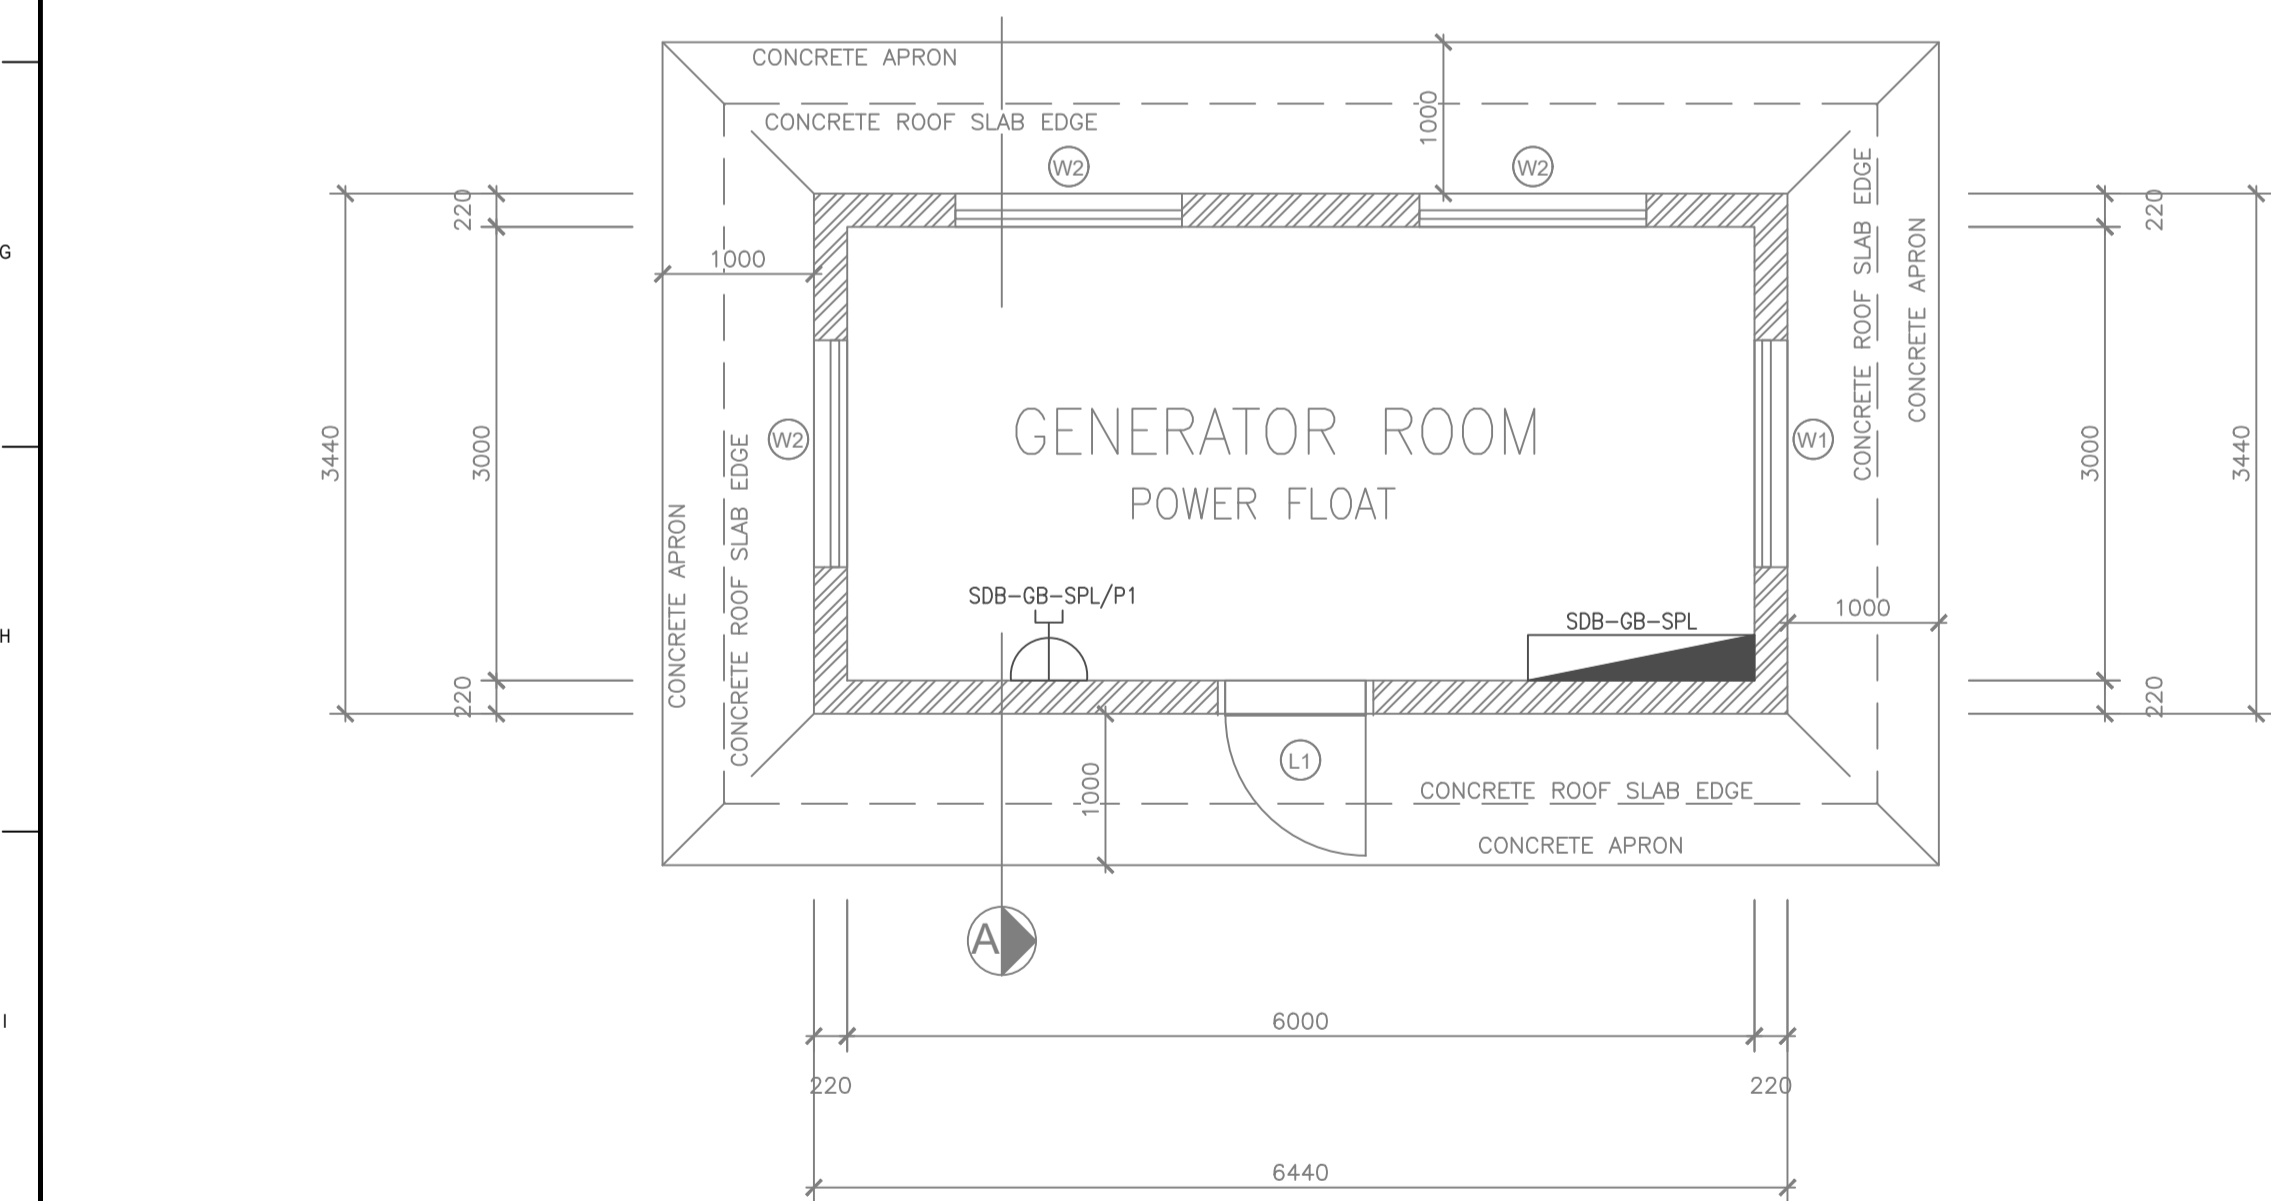 CONCRETE APRON
1000
CONCRETE ROOF SLAB EDGE
W2
W2
220
220
G
1000
CONCRETE ROOF SLAB EDGE
CONCRETE APRON
3440
3000
W2
GENERATOR ROOM
POWER FLOAT
W1
3000
3440
CONCRETE APRON
CONCRETE ROOF SLAB EDGE
SDB-GB-SPL/P1
SDB-GB-SPL
1000
H
220
220
1000
L1
CONCRETE ROOF SLAB EDGE
CONCRETE APRON
A
I
6000
220
220
6440